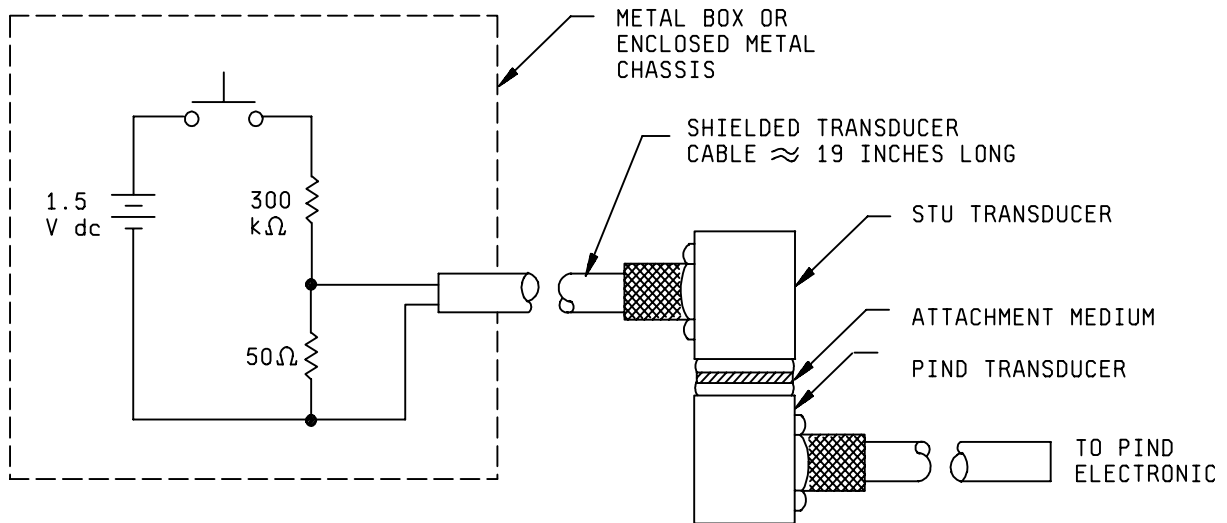 METAL BOX OR
ENCLOSED METAL
CHASSIS
SHIELDED TRANSDUCER
CABLE ≈ 19 INCHES LONG
1.5
V dc
300
kΩ
STU TRANSDUCER
50Ω
ATTACHMENT MEDIUM
PIND TRANSDUCER
TO PIND
ELECTRONIC